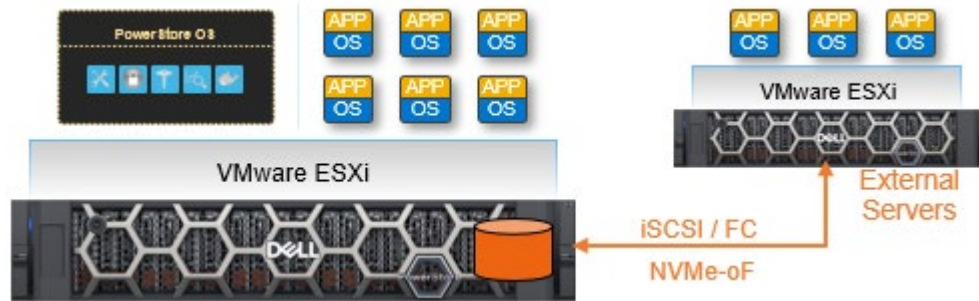 PowerStore OS
APP APP APP
OS OS OS
APP APP APP
OS OS OS
VMware ESXi
DELL
PowerStore
APP APP APP
OS OS OS
VMware ESXi
DELL
External
Servers
iSCSI / FC
NVMe-oF